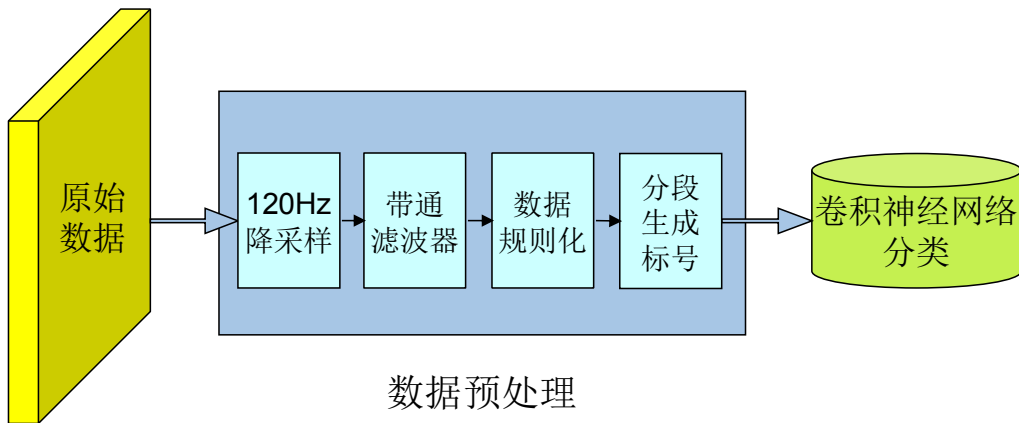 原始
数据
120Hz
降采样
带通
滤波器
数据
规则化
分段
生成
标号
卷积神经网络
分类
数据预处理